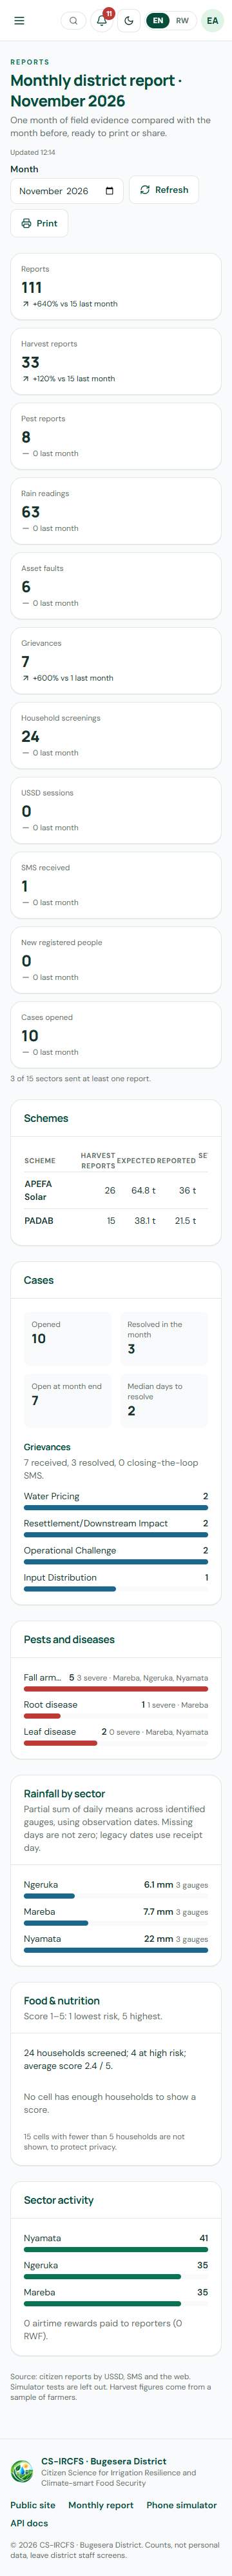 11
EN RW
EA
REPORTS
Monthly district report ·
November 2026
One month of field evidence compared with the
month before, ready to print or share.
Updated 12:14
Month
November 2026
Refresh
Print
Reports
111
+640% vs 15 last month
Harvest reports
33
+120% vs 15 last month
Pest reports
8
— 0 last month
Rain readings
63
— 0 last month
Asset faults
6
— 0 last month
Grievances
7
+600% vs 1 last month
Household screenings
24
— 0 last month
USSD sessions
0
— 0 last month
SMS received
1
— 0 last month
New registered people
0
— 0 last month
Cases opened
10
— 0 last month
3 of 15 sectors sent at least one report.
Schemes
SCHEME HARVEST REPORTS EXPECTED REPORTED SE
APEFA Solar 26 64.8 t 36 t
PADAB 15 38.1 t 21.5 t
Cases
Opened
10
Resolved in the
month
3
Open at month end
7
Median days to
resolve
2
Grievances
7 received, 3 resolved, 0 closing-the-loop
SMS.
Water Pricing 2
Resettlement/Downstream Impact 2
Operational Challenge 2
Input Distribution 1
Pests and diseases
Fall arm... 5 3 severe · Mareba, Ngeruka, Nyamata
Root disease 1 1 severe · Mareba
Leaf disease 2 0 severe · Mareba, Nyamata
Rainfall by sector
Partial sum of daily means across identified
gauges, using observation dates. Missing
days are not zero; legacy dates use receipt
day.
Ngeruka 6.1 mm 3 gauges
Mareba 7.7 mm 3 gauges
Nyamata 22 mm 3 gauges
Food & nutrition
Score 1–5: 1 lowest risk, 5 highest.
24 households screened; 4 at high risk;
average score 2.4 / 5.
No cell has enough households to show a
score.
15 cells with fewer than 5 households are not
shown, to protect privacy.
Sector activity
Nyamata 41
Ngeruka 35
Mareba 35
0 airtime rewards paid to reporters (0
RWF).
Source: citizen reports by USSD, SMS and the web.
Simulator tests are left out. Harvest figures come from a
sample of farmers.
CS-IRCFS · Bugesera District
Citizen Science for Irrigation Resilience and
Climate-smart Food Security
Public site Monthly report Phone simulator
API docs
© 2026 CS-IRCFS · Bugesera District. Counts, not personal
data, leave district staff screens.